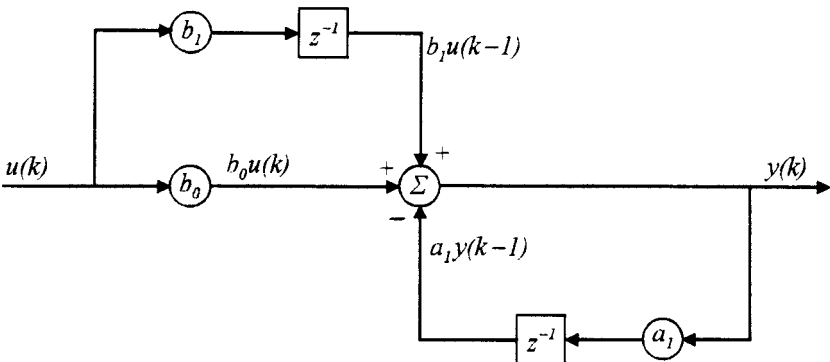 b₁
z⁻¹
b₁u(k−1)
+
u(k)
b₀
b₀u(k)
+
Σ
y(k)
−
a₁y(k−1)
z⁻¹
a₁